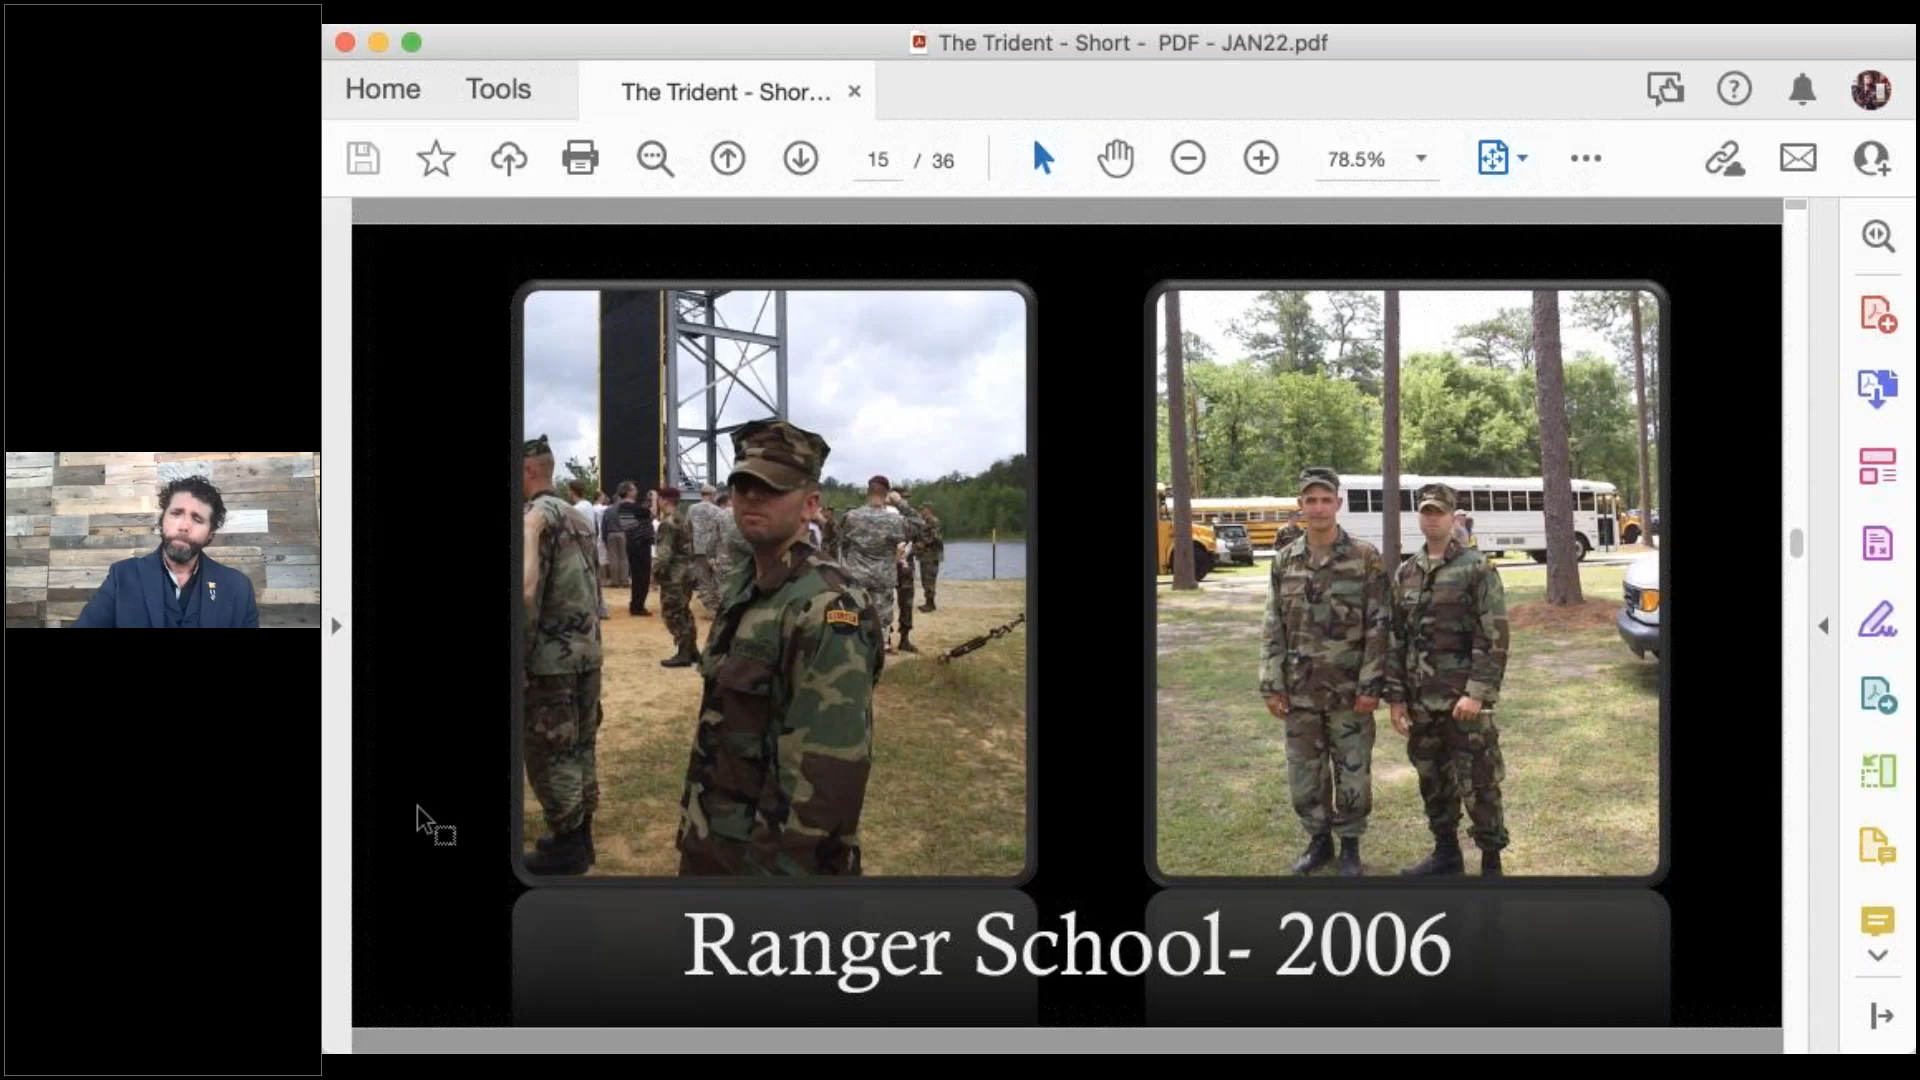 The Trident - Short - PDF - JAN22.pdf
Home
Tools
The Trident - Shor...
15 / 36
78.5%
Ranger School- 2006